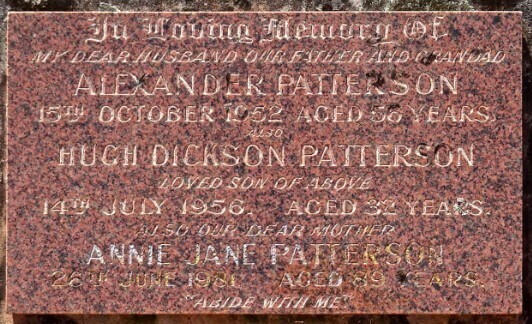 In Loving Memory Of
MY DEAR HUSBAND OUR FATHER AND GRANDAD
ALEXANDER PATTERSON
15TH OCTOBER 1952 AGED 56 YEARS.
ALSO
HUGH DICKSON PATTERSON
LOVED SON OF ABOVE
14TH JULY 1956, AGED 32 YEARS.
ALSO OUR DEAR MOTHER
ANNIE JANE PATTERSON
26TH JUNE 1981 AGED 89 YEARS.
"ABIDE WITH ME"